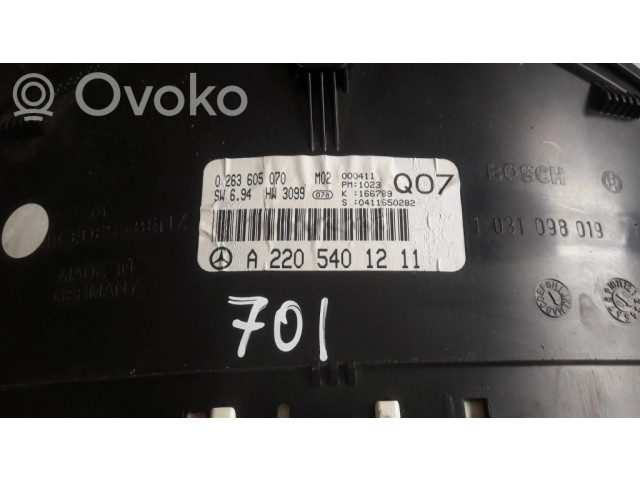 Ovoko
0 263 605 070 M02 000411 Q07
PM:1023
SW 6.94 HW 3099 076 K :166789
S :0411650282
BOSCH
1 031 098 019
A 220 540 12 11
MADE IN
GERMANY
701